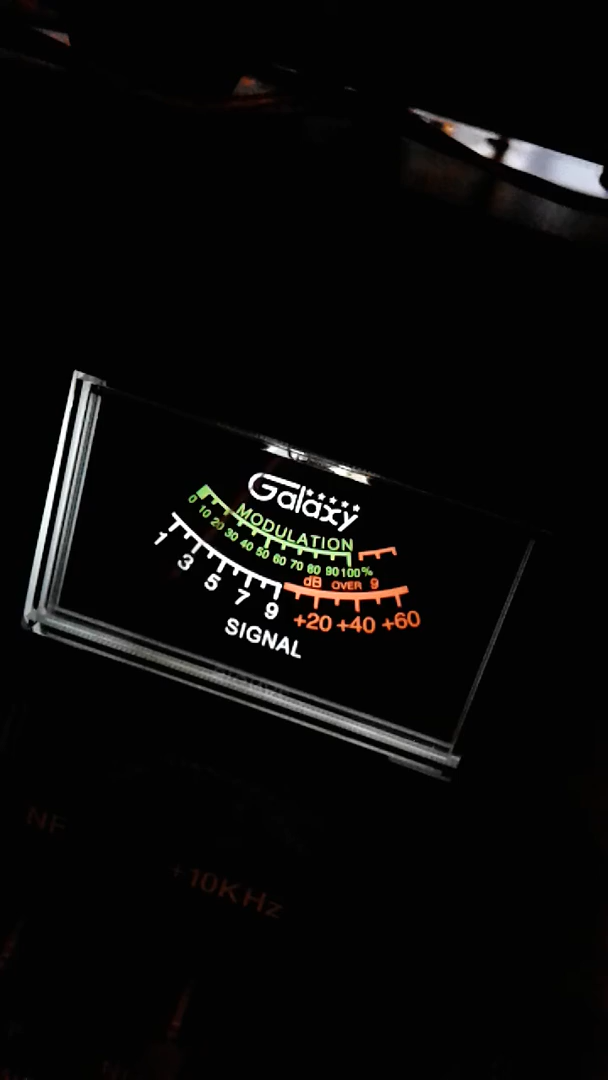 Galaxy
MODULATION
0 10 20 30 40 50 60 70 80 90 100%
1 3 5 7 9
dB OVER 9
+20 +40 +60
SIGNAL
NF
+10KHz